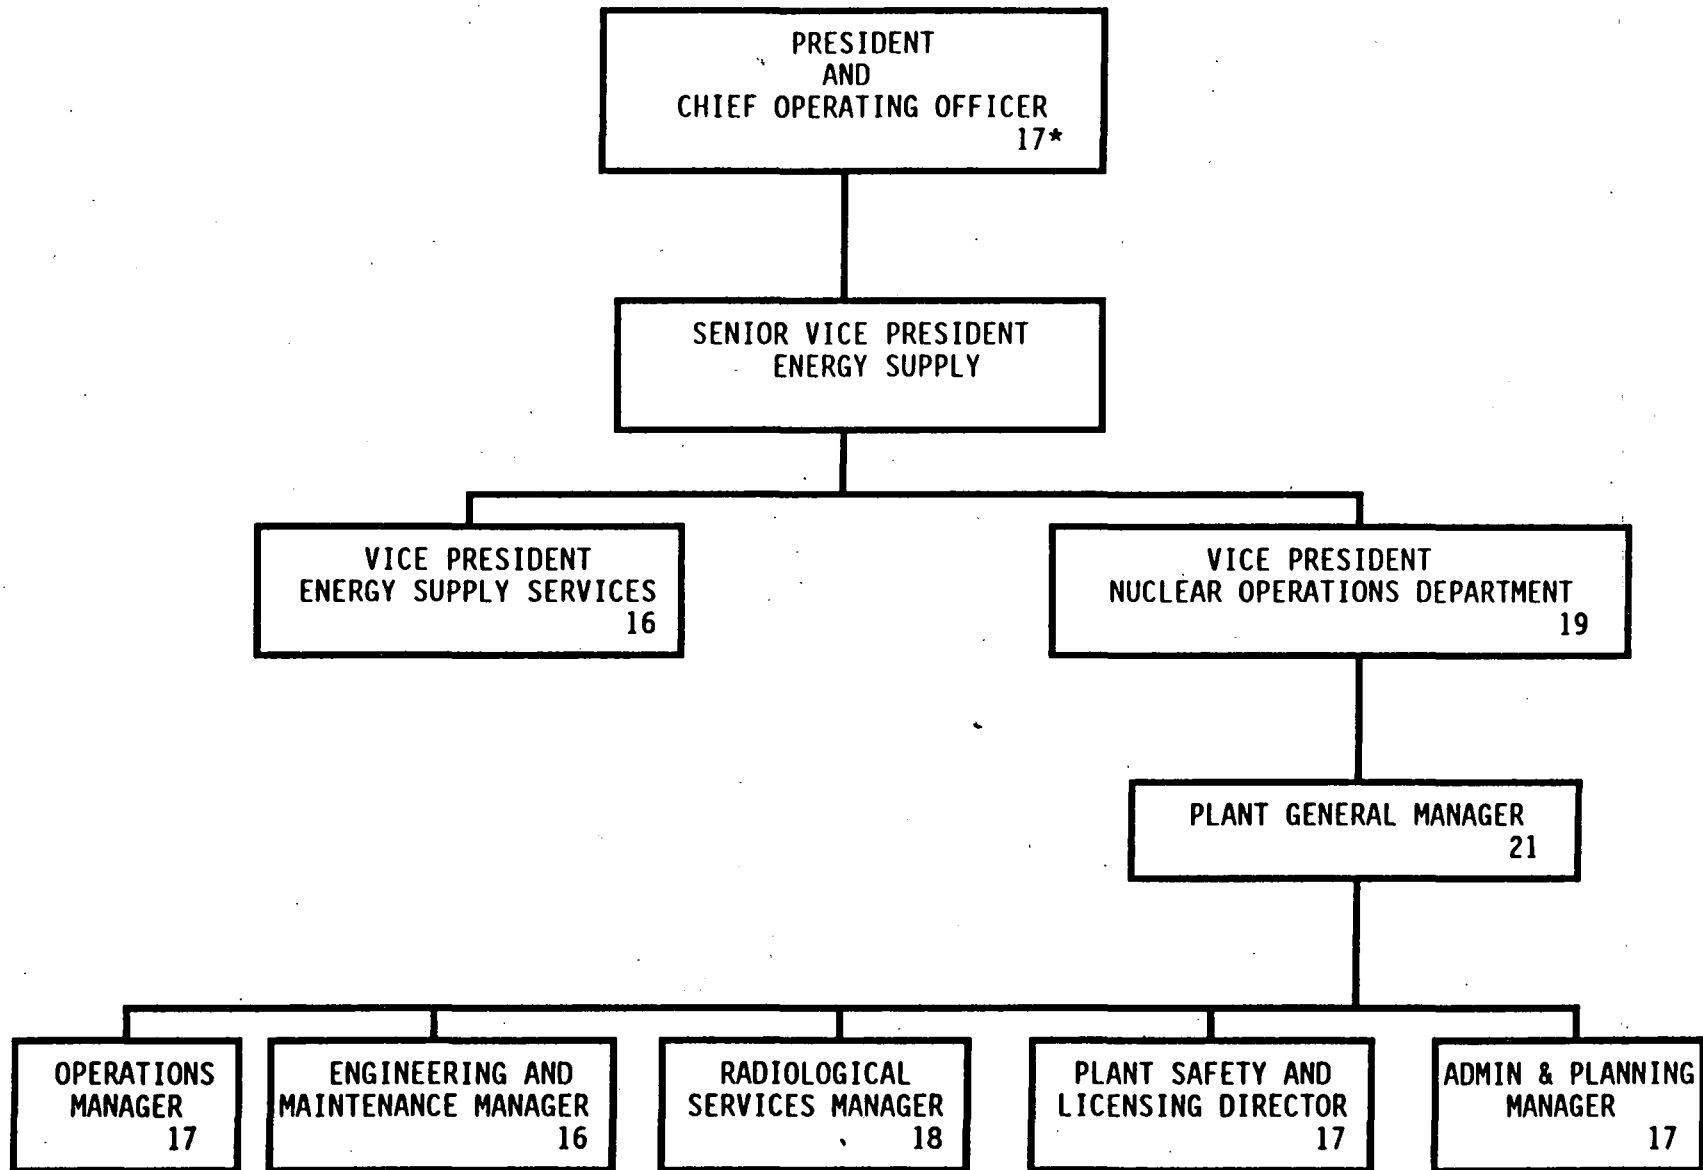 PRESIDENT
AND
CHIEF OPERATING OFFICER
17*
SENIOR VICE PRESIDENT
ENERGY SUPPLY
VICE PRESIDENT
ENERGY SUPPLY SERVICES
16
VICE PRESIDENT
NUCLEAR OPERATIONS DEPARTMENT
19
PLANT GENERAL MANAGER
21
OPERATIONS
MANAGER
17
ENGINEERING AND
MAINTENANCE MANAGER
16
RADIOLOGICAL
SERVICES MANAGER
18
PLANT SAFETY AND
LICENSING DIRECTOR
17
ADMIN & PLANNING
MANAGER
17